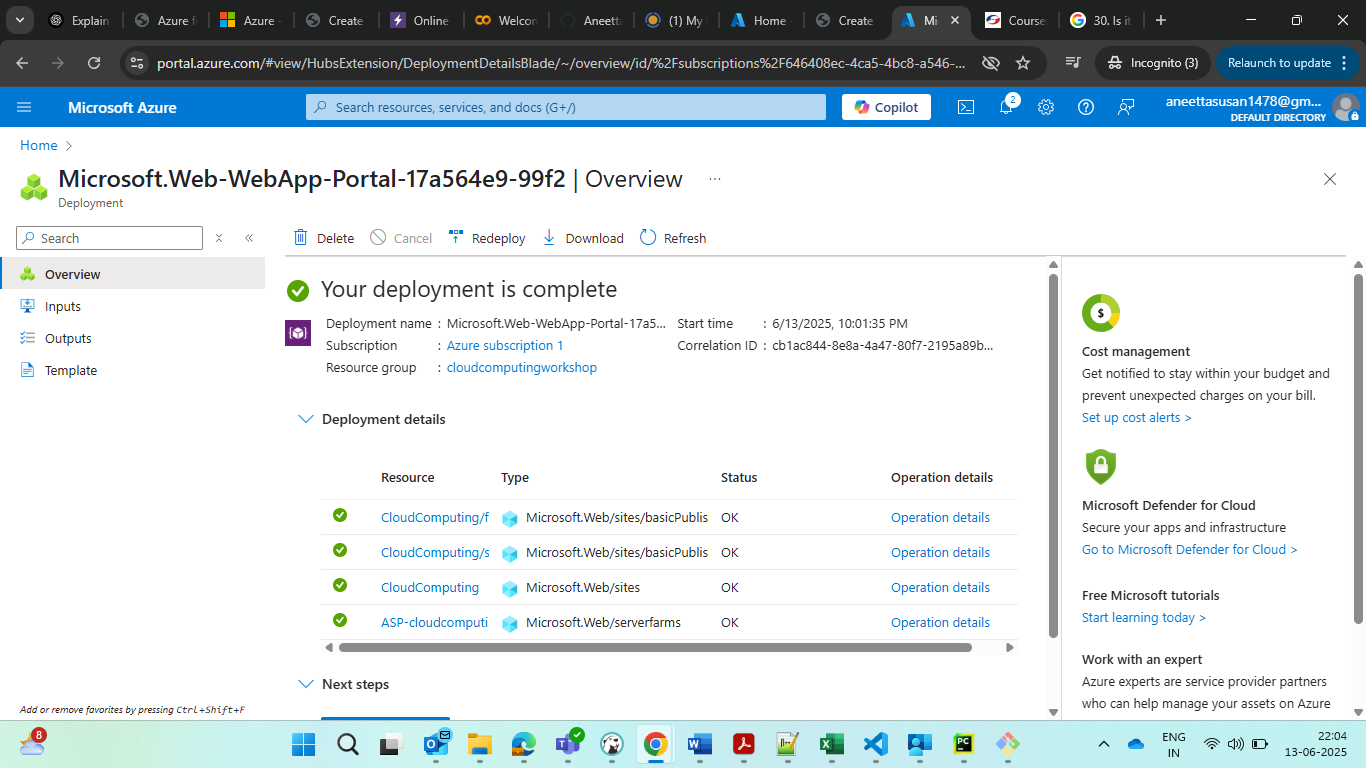 Explain
Azure f
Azure -
Create
Online
Welcon
Aneetta
(1) My
Home -
Create
Mi
Course
30. Is it
portal.azure.com/#view/HubsExtension/DeploymentDetailsBlade/~/overview/id/%2Fsubscriptions%2F646408ec-4ca5-4bc8-a546-...
Incognito (3)
Relaunch to update
Microsoft Azure
Search resources, services, and docs (G+/)
Copilot
2
aneettasusan1478@gm...
DEFAULT DIRECTORY
Home
Microsoft.Web-WebApp-Portal-17a564e9-99f2 | Overview ...
Deployment
Search
Delete
Cancel
Redeploy
Download
Refresh
Overview
Inputs
Outputs
Template
Your deployment is complete
Deployment name : Microsoft.Web-WebApp-Portal-17a5...
Subscription : Azure subscription 1
Resource group : cloudcomputingworkshop
Start time : 6/13/2025, 10:01:35 PM
Correlation ID : cb1ac844-8e8a-4a47-80f7-2195a89b...
Deployment details
Resource Type Status Operation details
CloudComputing/f Microsoft.Web/sites/basicPublis OK Operation details
CloudComputing/s Microsoft.Web/sites/basicPublis OK Operation details
CloudComputing Microsoft.Web/sites OK Operation details
ASP-cloudcomputi Microsoft.Web/serverfarms OK Operation details
Next steps
Cost management
Get notified to stay within your budget and
prevent unexpected charges on your bill.
Set up cost alerts >
Microsoft Defender for Cloud
Secure your apps and infrastructure
Go to Microsoft Defender for Cloud >
Free Microsoft tutorials
Start learning today >
Work with an expert
Azure experts are service provider partners
who can help manage your assets on Azure
Add or remove favorites by pressing Ctrl+Shift+F
8
ENG
IN
22:04
13-06-2025